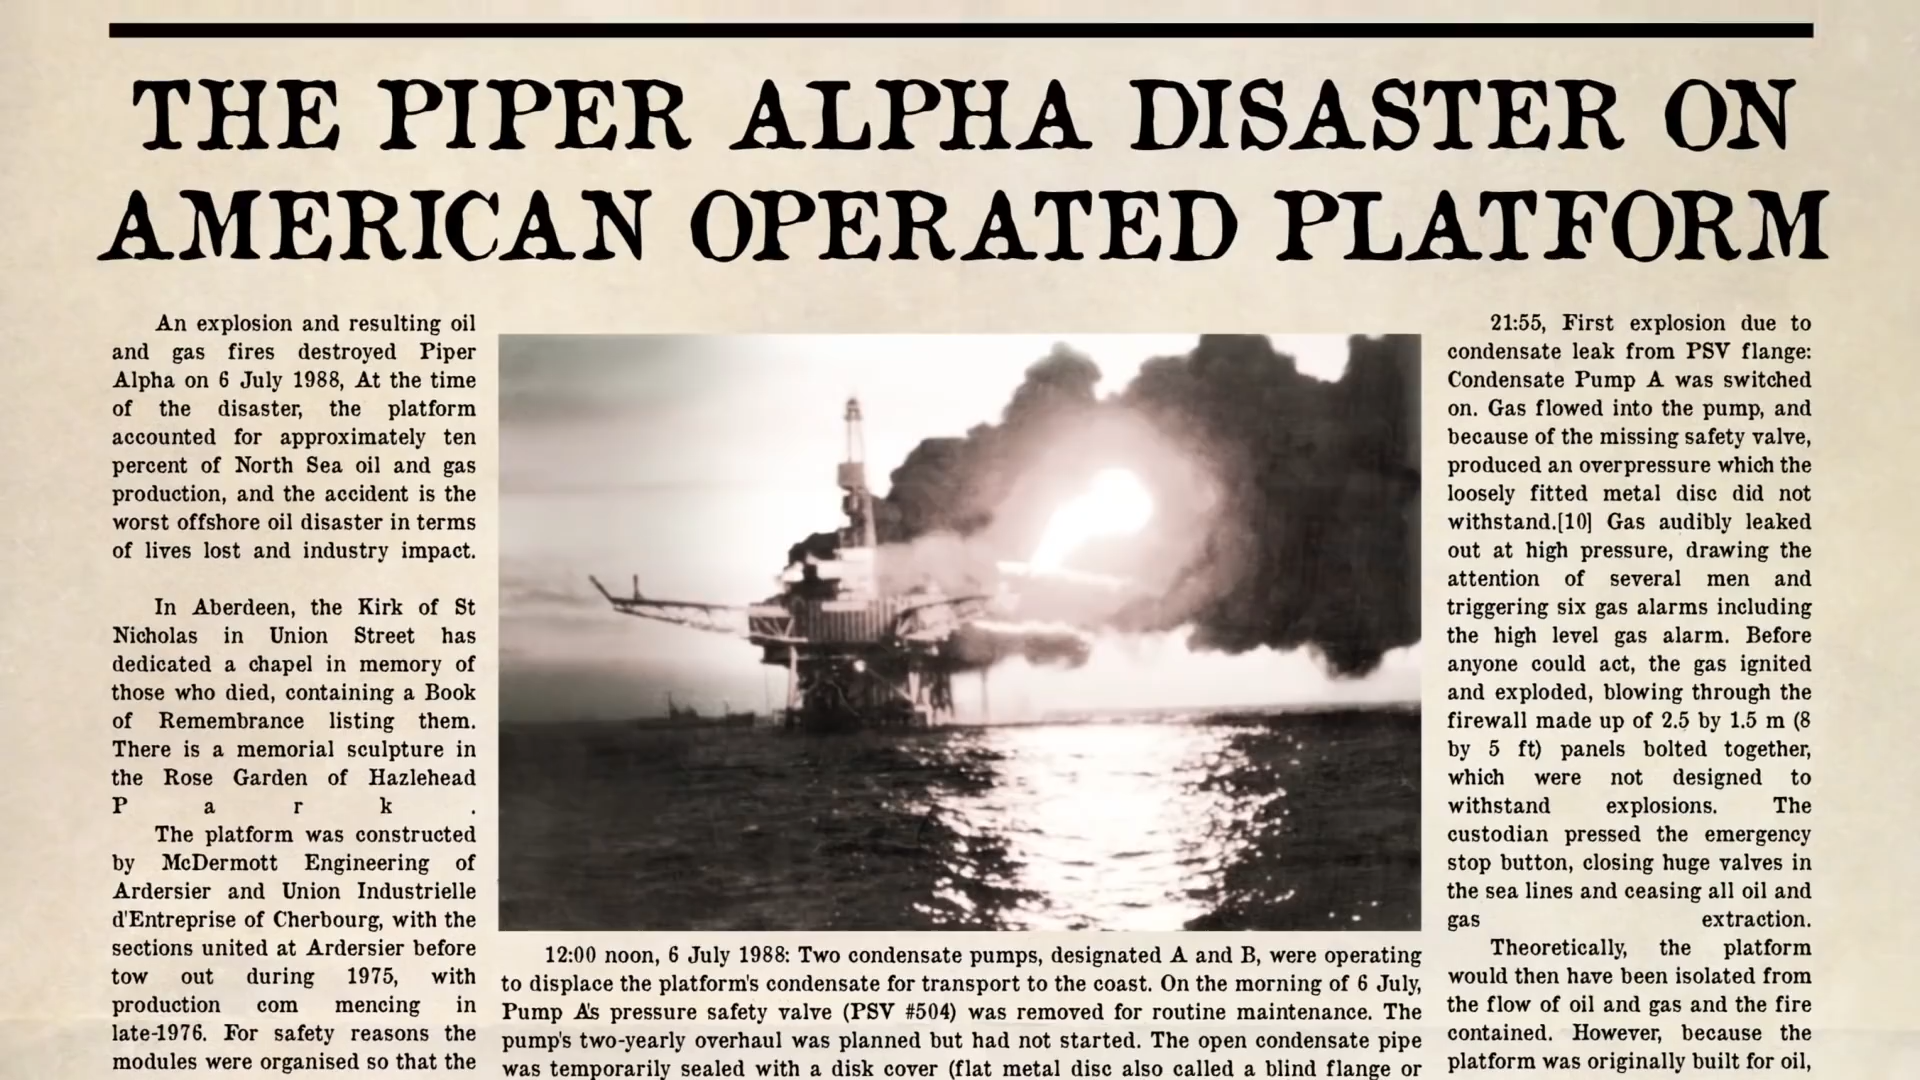 THE PIPER ALPHA DISASTER ON
AMERICAN OPERATED PLATFORM
An explosion and resulting oil
and gas fires destroyed Piper
Alpha on 6 July 1988, At the time
of the disaster, the platform
accounted for approximately ten
percent of North Sea oil and gas
production, and the accident is the
worst offshore oil disaster in terms
of lives lost and industry impact.
In Aberdeen, the Kirk of St
Nicholas in Union Street has
dedicated a chapel in memory of
those who died, containing a Book
of Remembrance listing them.
There is a memorial sculpture in
the Rose Garden of Hazlehead
P a r k .
The platform was constructed
by McDermott Engineering of
Ardersier and Union Industrielle
d'Entreprise of Cherbourg, with the
sections united at Ardersier before
tow out during 1975, with
production com mencing in
late-1976. For safety reasons the
modules were organised so that the
12:00 noon, 6 July 1988: Two condensate pumps, designated A and B, were operating
to displace the platform's condensate for transport to the coast. On the morning of 6 July,
Pump A's pressure safety valve (PSV #504) was removed for routine maintenance. The
pump's two-yearly overhaul was planned but had not started. The open condensate pipe
was temporarily sealed with a disk cover (flat metal disc also called a blind flange or
21:55, First explosion due to
condensate leak from PSV flange:
Condensate Pump A was switched
on. Gas flowed into the pump, and
because of the missing safety valve,
produced an overpressure which the
loosely fitted metal disc did not
withstand.[10] Gas audibly leaked
out at high pressure, drawing the
attention of several men and
triggering six gas alarms including
the high level gas alarm. Before
anyone could act, the gas ignited
and exploded, blowing through the
firewall made up of 2.5 by 1.5 m (8
by 5 ft) panels bolted together,
which were not designed to
withstand explosions. The
custodian pressed the emergency
stop button, closing huge valves in
the sea lines and ceasing all oil and
gas extraction.
Theoretically, the platform
would then have been isolated from
the flow of oil and gas and the fire
contained. However, because the
platform was originally built for oil,